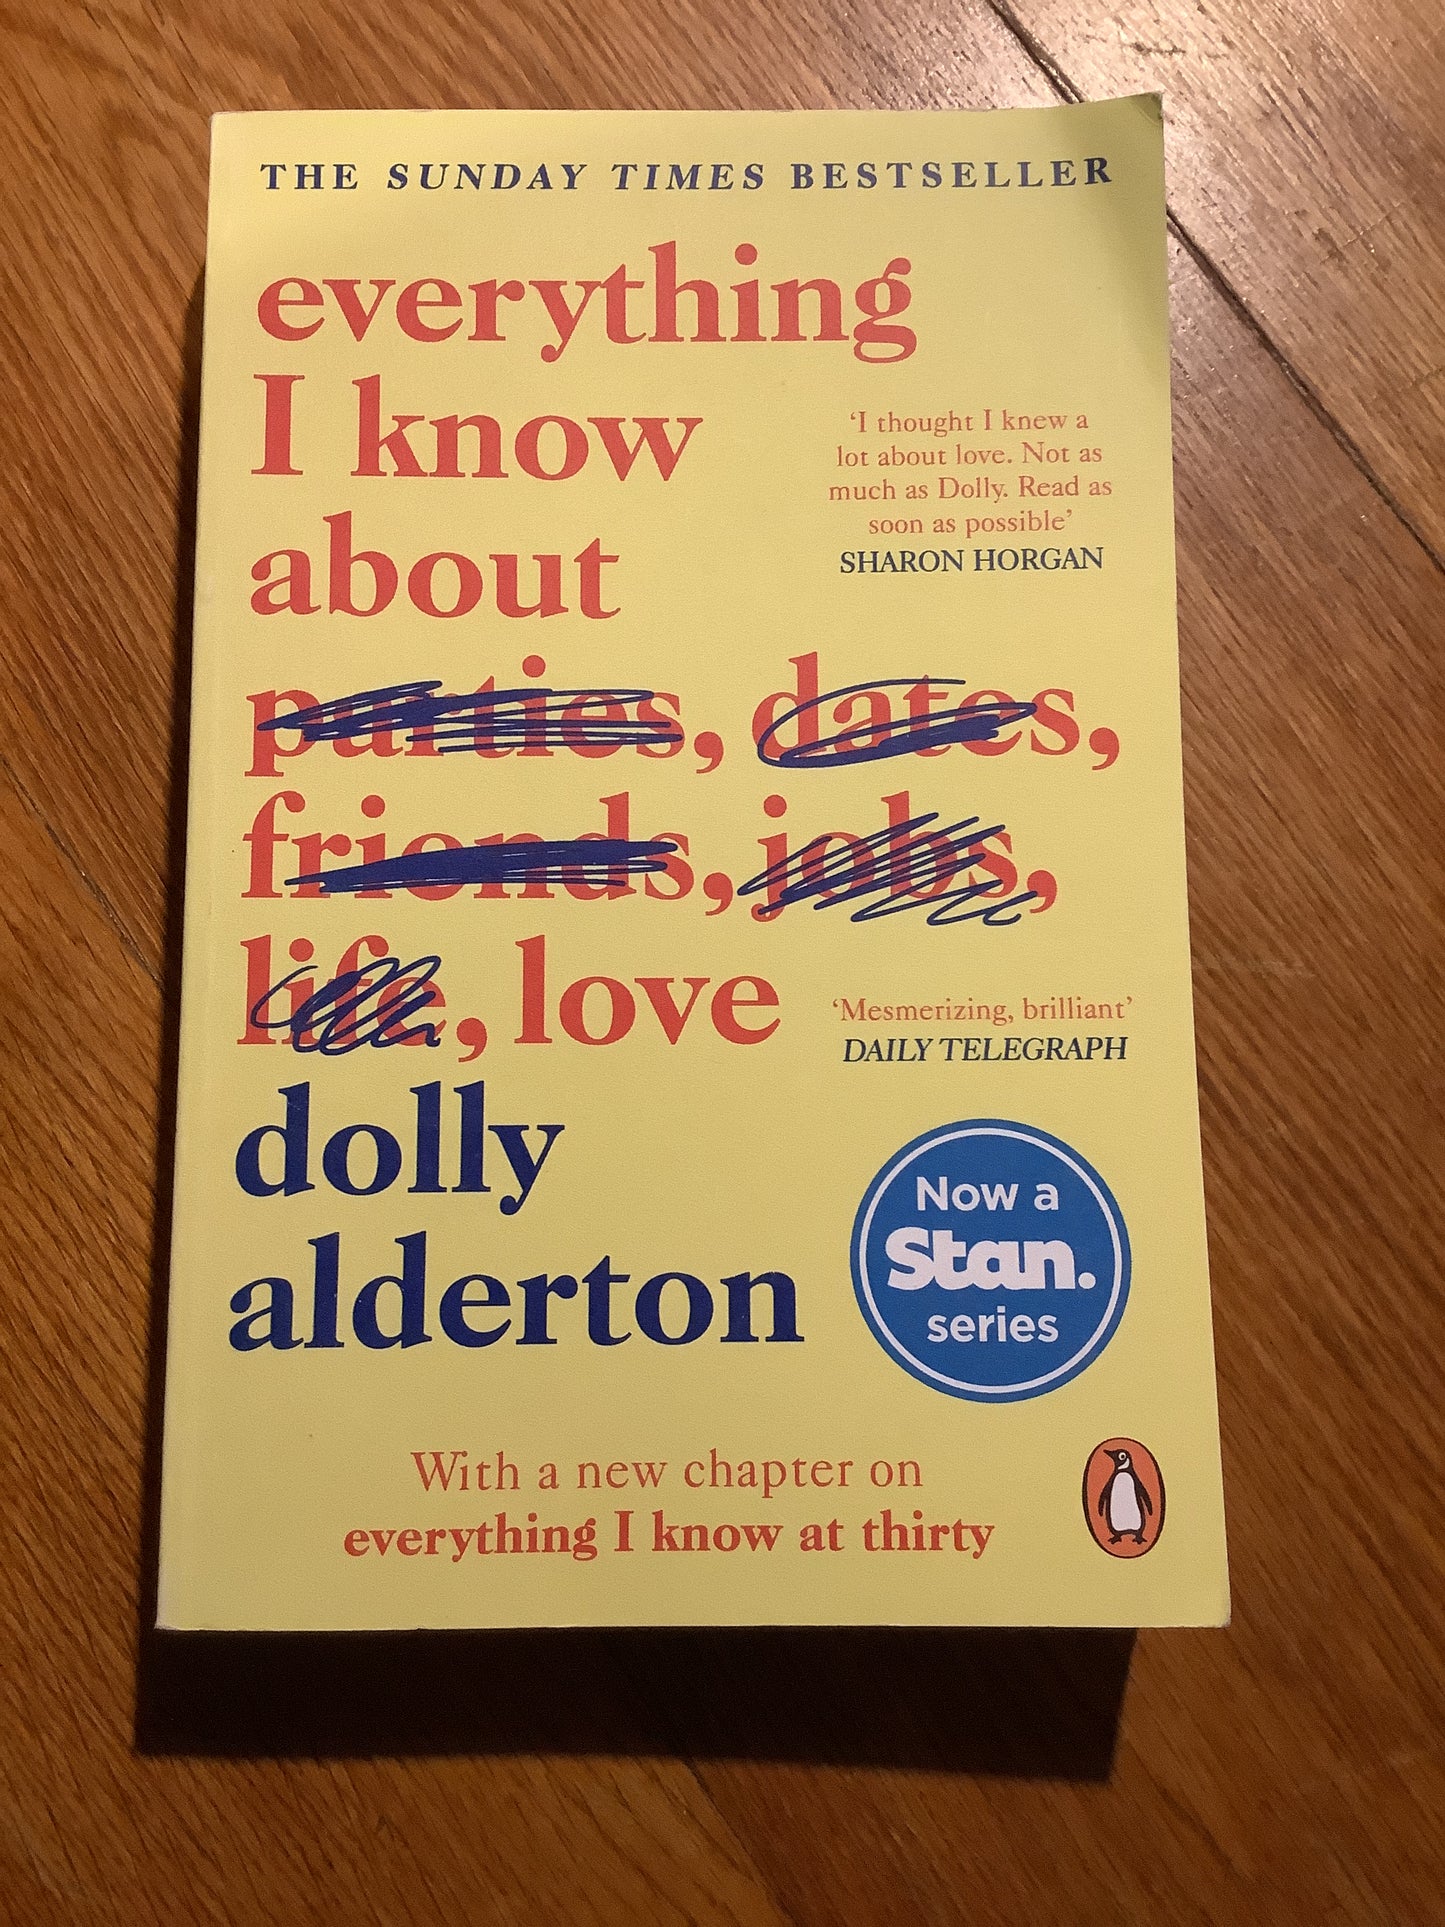 THE SUNDAY TIMES BESTSELLER
everything
I know
about
parties, dates,
friends, jobs,
life, love
dolly
alderton
‘I thought I knew a
lot about love. Not as
much as Dolly. Read as
soon as possible’
SHARON HORGAN
‘Mesmerizing, brilliant’
DAILY TELEGRAPH
Now a
Stan.
series
With a new chapter on
everything I know at thirty